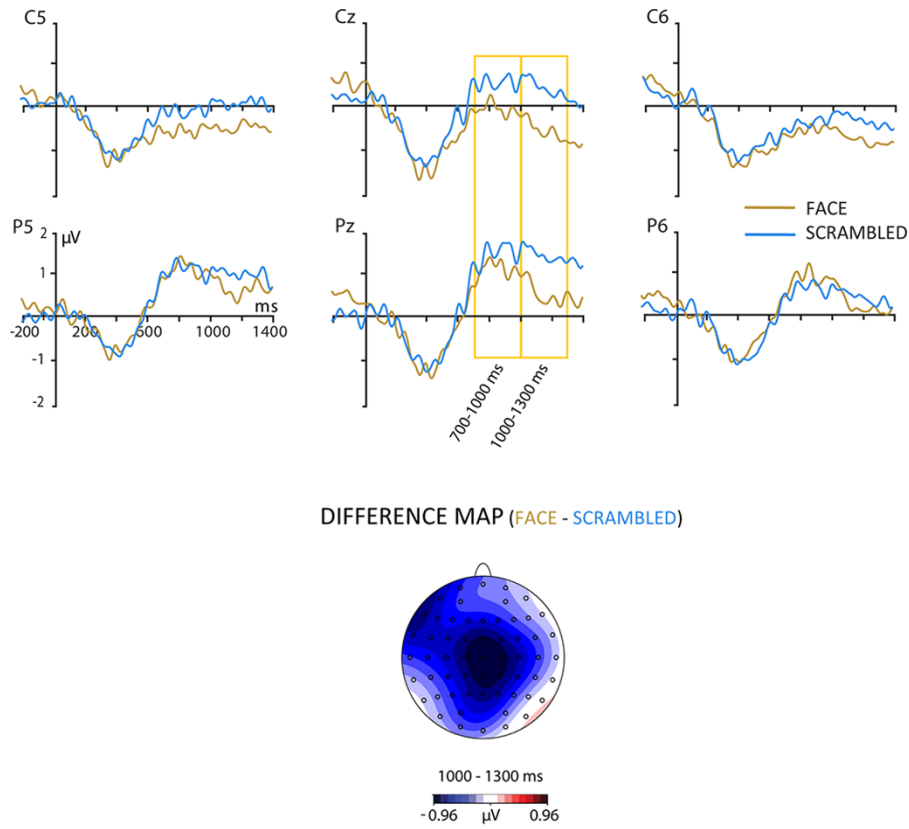 C5
Cz
C6
FACE
SCRAMBLED
P5
Pz
P6
2
μV
1
ms
-200
200
600
1000
1400
-1
-2
700-1000 ms
1000-1300 ms
DIFFERENCE MAP (FACE - SCRAMBLED)
1000 - 1300 ms
-0.96
μV
0.96